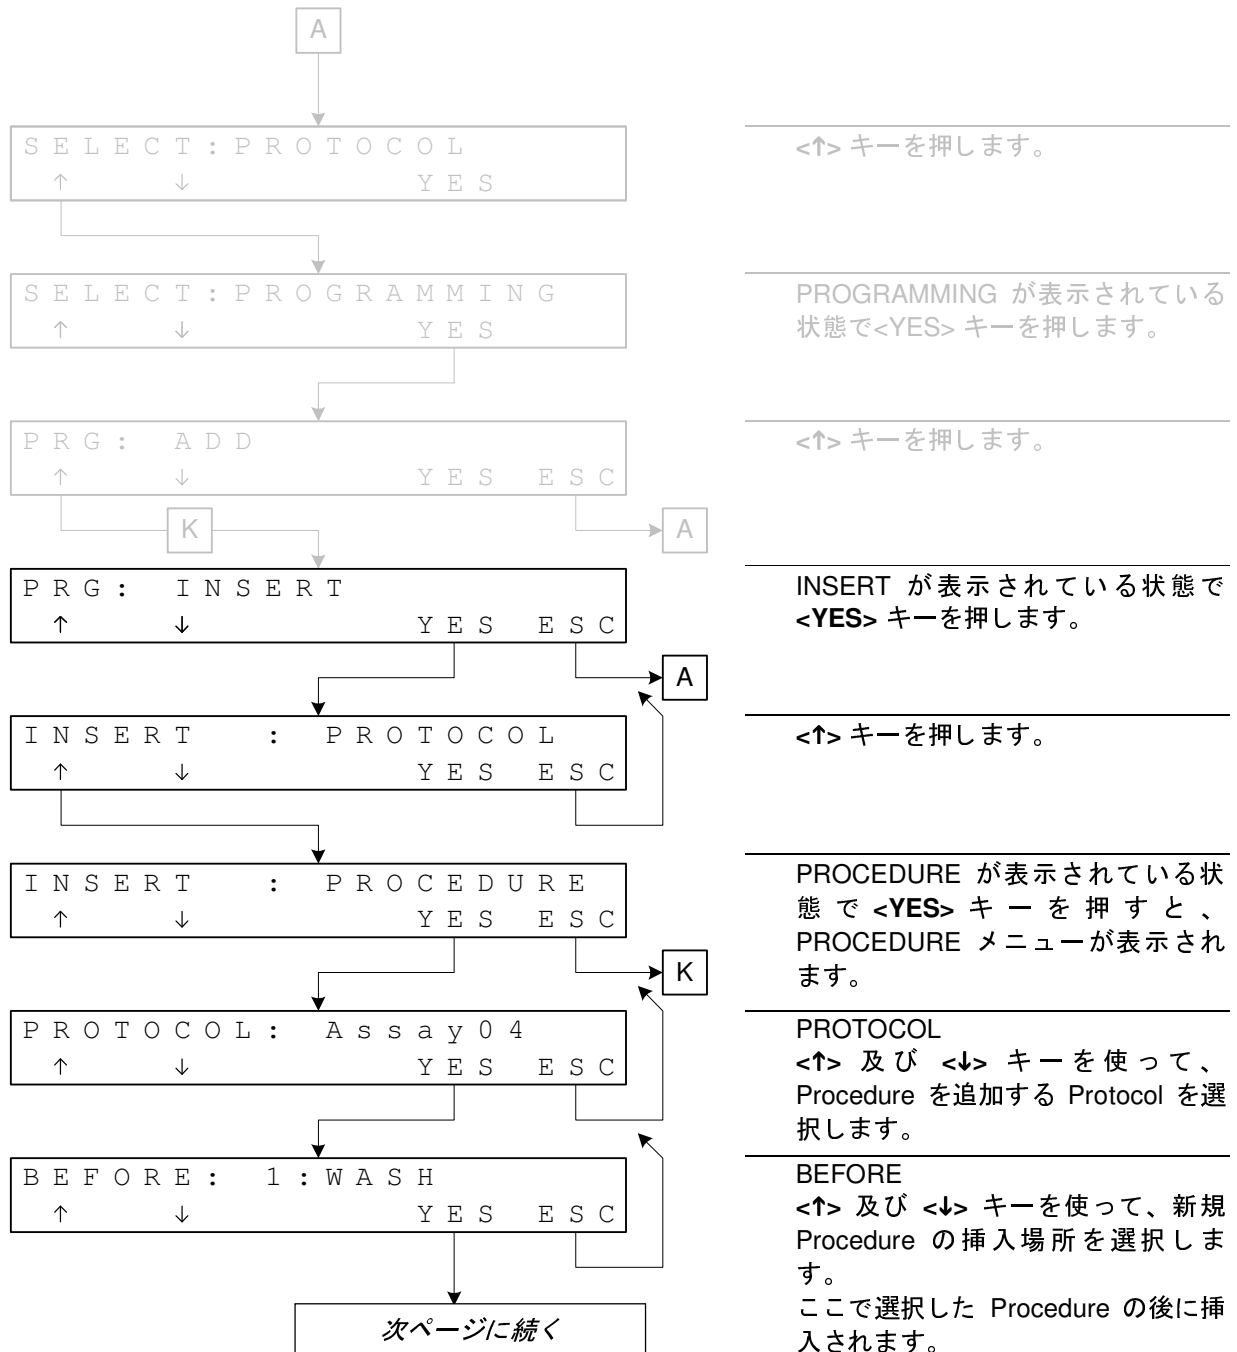 A
SELECT:PROTOCOL
↑ ↓ YES
<↑> キーを押します。
SELECT:PROGRAMMING
↑ ↓ YES
PROGRAMMING が表示されている
状態で<YES> キーを押します。
PRG: ADD
↑ ↓ YES ESC
<↑> キーを押します。
K
A
PRG: INSERT
↑ ↓ YES ESC
INSERT が表示されている状態で
<YES> キーを押します。
A
INSERT : PROTOCOL
↑ ↓ YES ESC
<↑> キーを押します。
INSERT : PROCEDURE
↑ ↓ YES ESC
PROCEDURE が表示されている状
態で <YES> キーを押すと、
PROCEDURE メニューが表示され
ます。
K
PROTOCOL: Assay04
↑ ↓ YES ESC
PROTOCOL
<↑> 及び <↓> キーを使って、
Procedure を追加する Protocol を選
択します。
BEFORE: 1:WASH
↑ ↓ YES ESC
BEFORE
<↑> 及び <↓> キーを使って、新規
Procedure の挿入場所を選択しま
す。
ここで選択した Procedure の後に挿
入されます。
次ページに続く